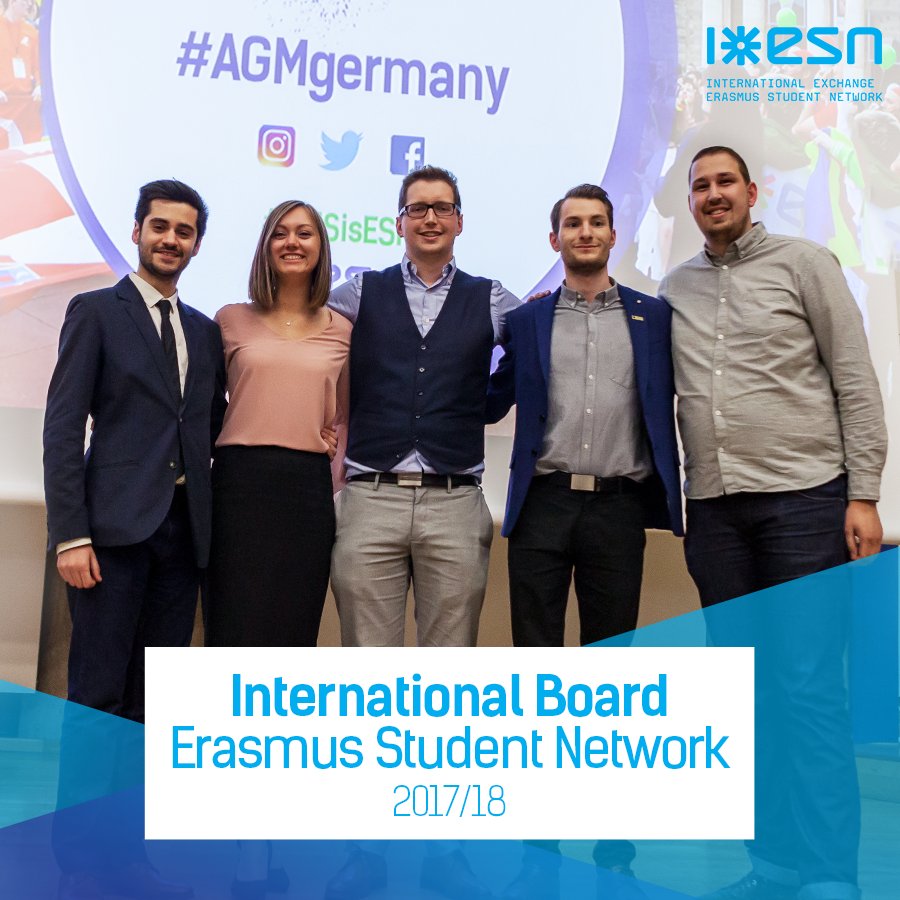 #AGMgermany
esn
INTERNATIONAL EXCHANGE
ERASMUS STUDENT NETWORK
International Board
Erasmus Student Network
2017/18